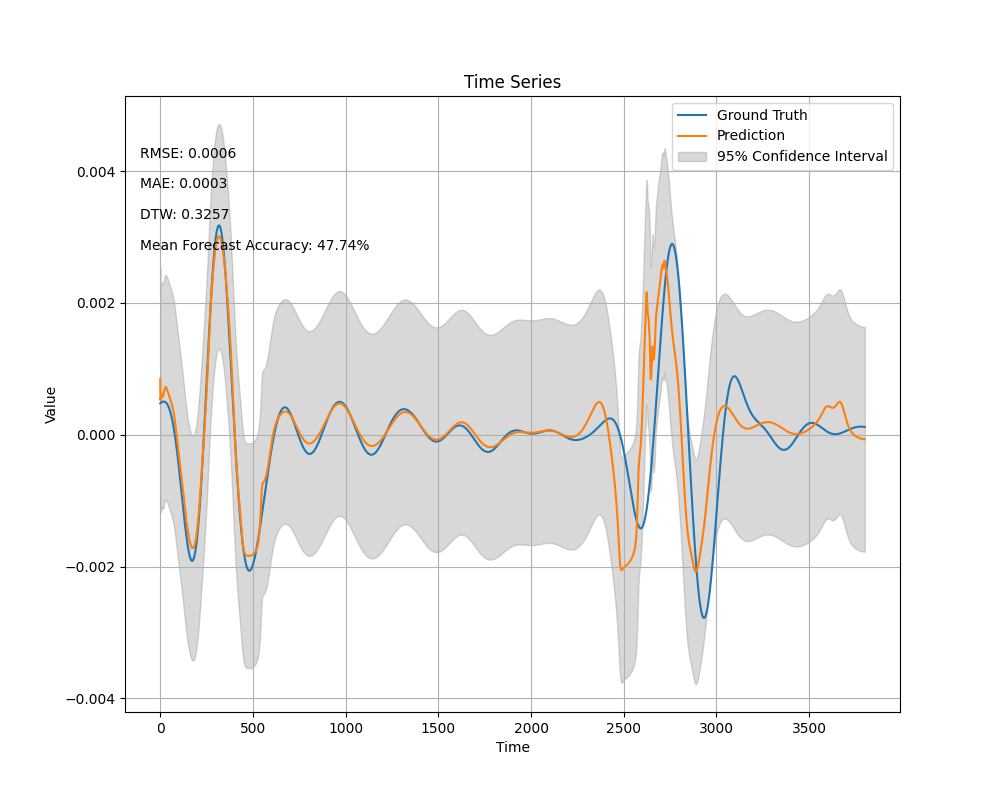 Time Series
Ground Truth
Prediction
95% Confidence Interval
RMSE: 0.0006
MAE: 0.0003
DTW: 0.3257
Mean Forecast Accuracy: 47.74%
0.004
0.002
0.000
−0.002
−0.004
Value
0 500 1000 1500 2000 2500 3000 3500
Time